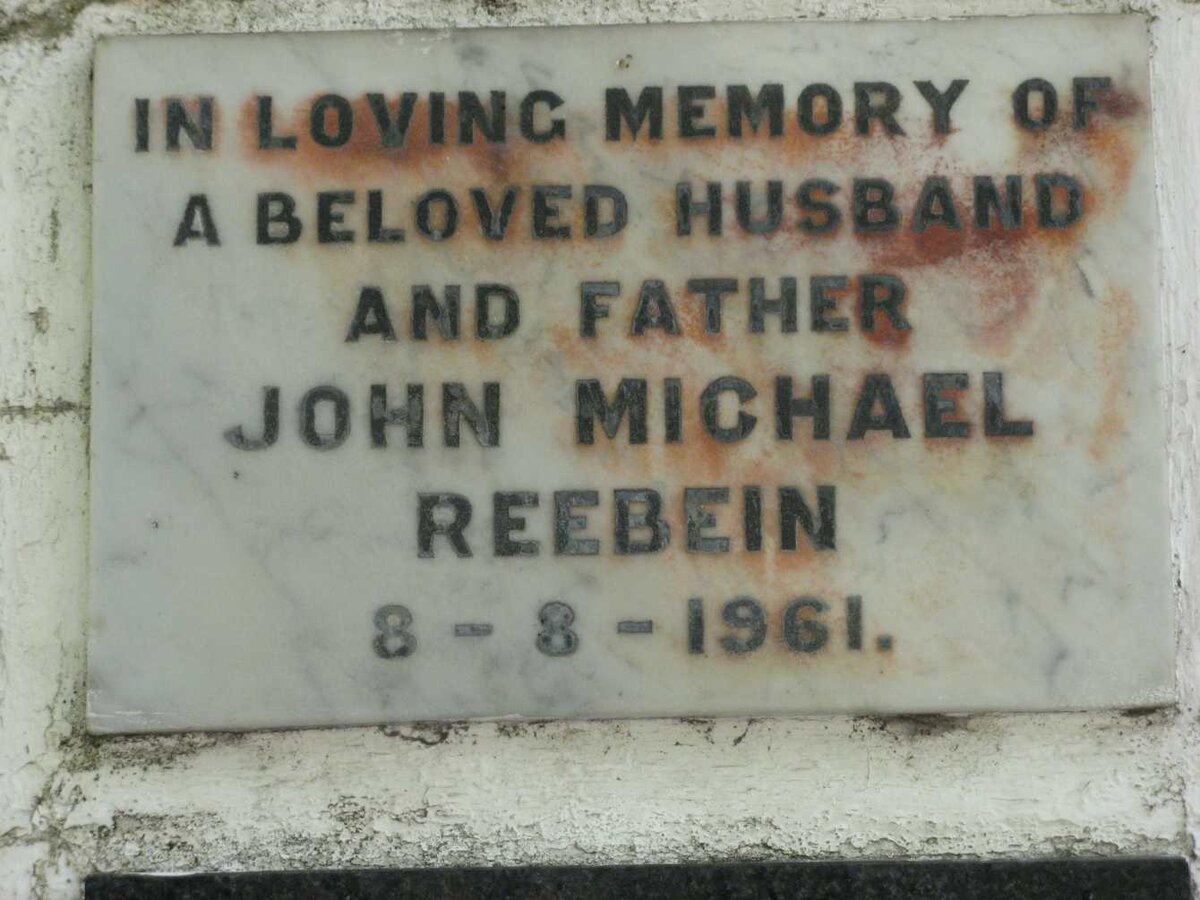 IN LOVING MEMORY OF
A BELOVED HUSBAND
AND FATHER
JOHN MICHAEL
REEBEIN
8 - 8 - 1961.